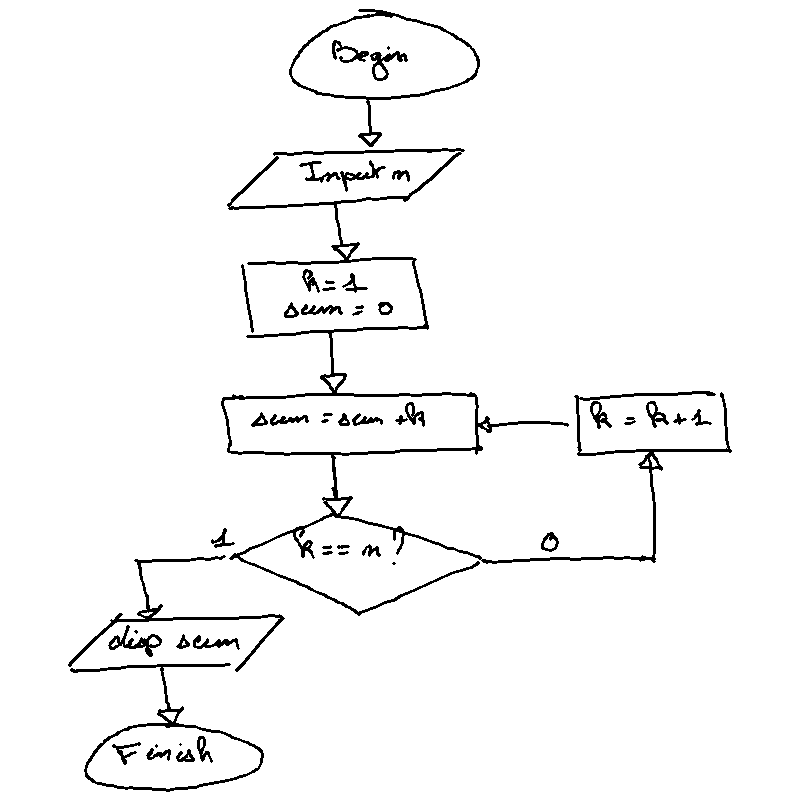 Begin
Input n
k = 1
sum = 0
sum = sum + k
k = k + 1
k == n?
1
0
disp sum
Finish